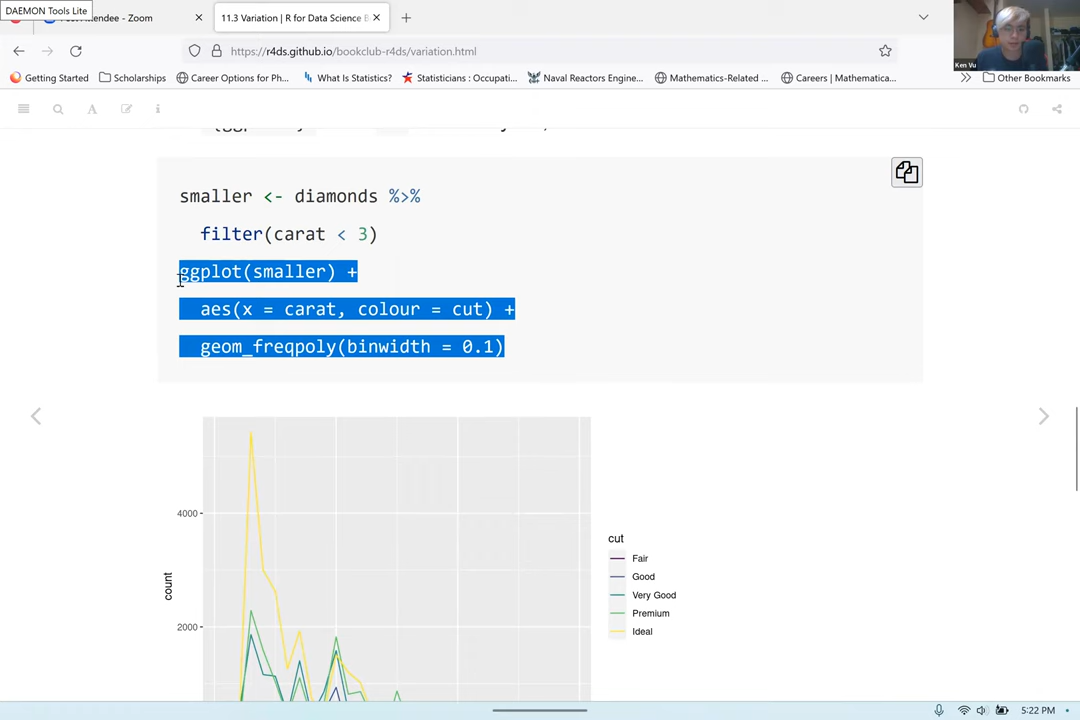 DAEMON Tools Lite
Attendee - Zoom
11.3 Variation | R for Data Science B
https://r4ds.github.io/bookclub-r4ds/variation.html
Getting Started
Scholarships
Career Options for Ph...
What Is Statistics?
Statisticians : Occupati...
Naval Reactors Engine...
Mathematics-Related ...
Careers | Mathematica...
Other Bookmarks
Ken Vu
smaller <- diamonds %>%
filter(carat < 3)
ggplot(smaller) +
aes(x = carat, colour = cut) +
geom_freqpoly(binwidth = 0.1)
4000
2000
count
cut
Fair
Good
Very Good
Premium
Ideal
5:22 PM